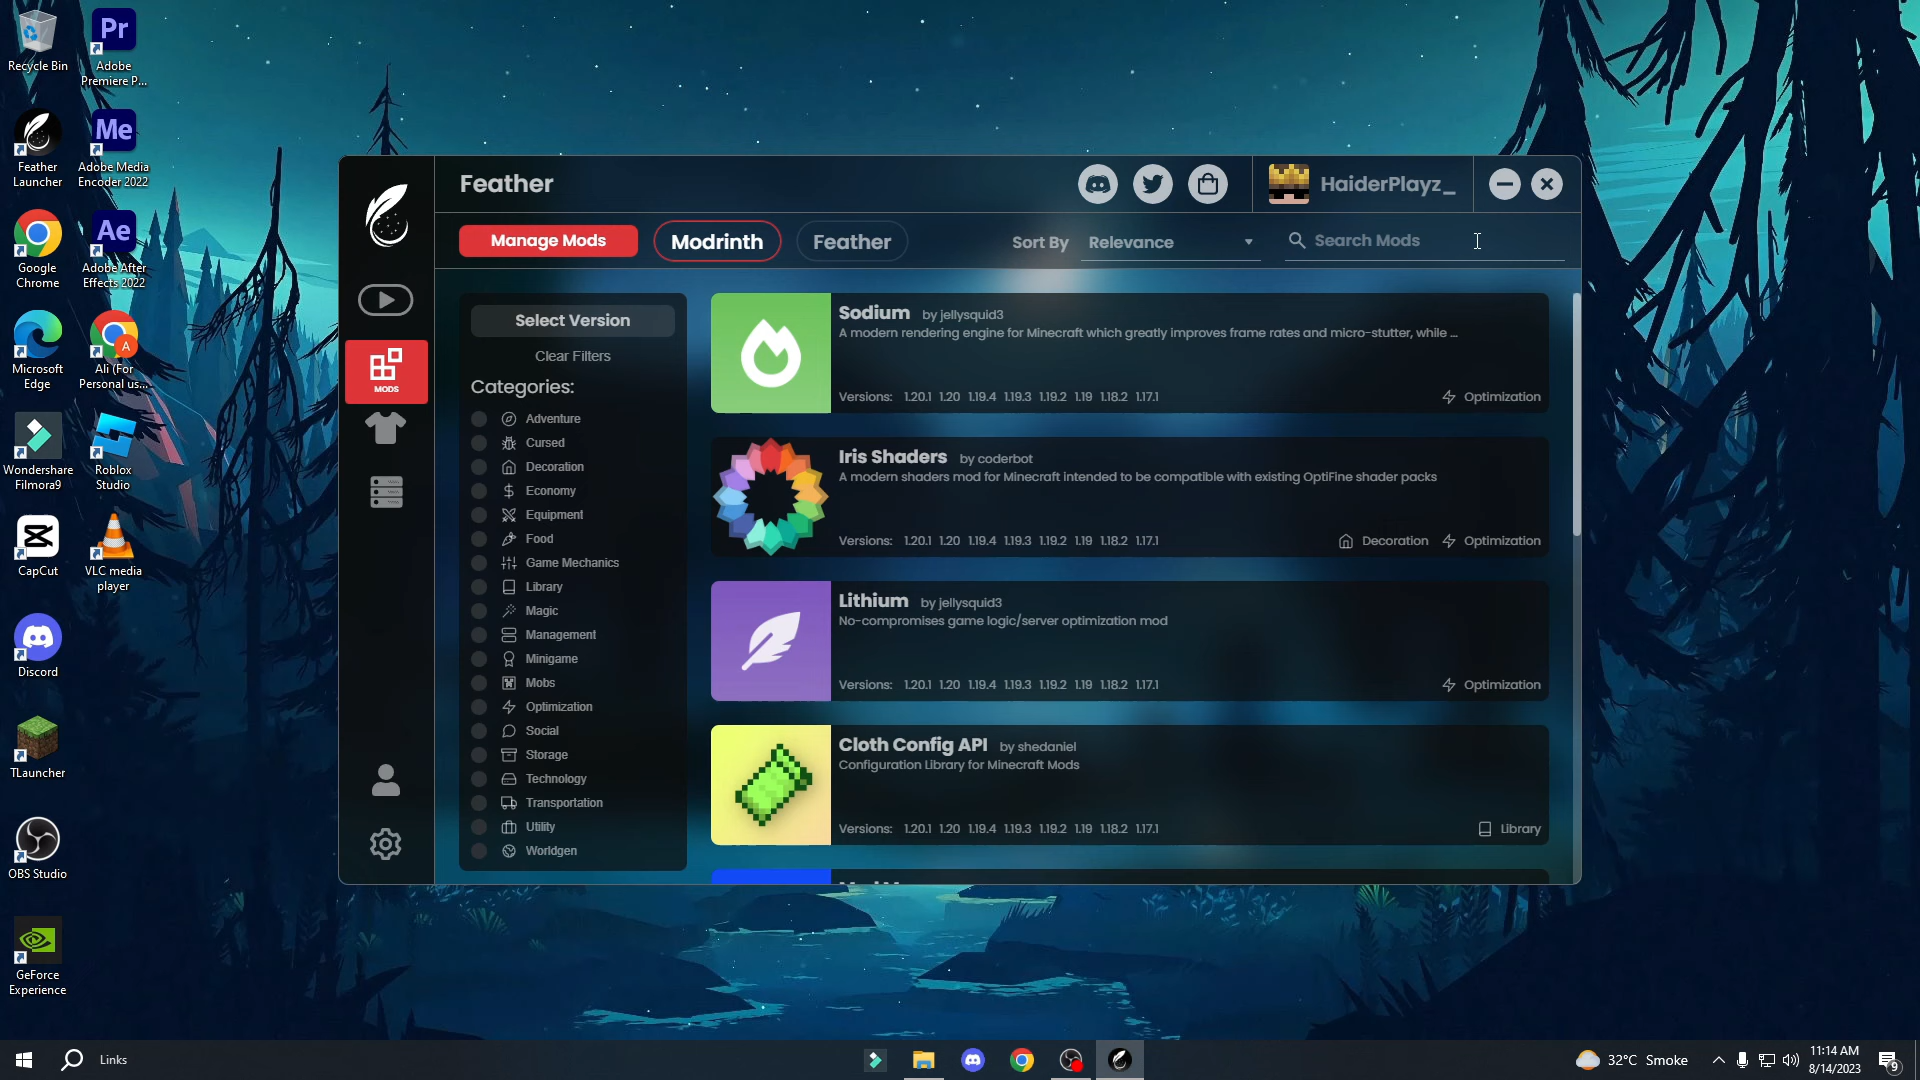 Recycle Bin
Pr
Adobe
Premiere P...
Feather
Launcher
Me
Adobe Media
Encoder 2022
Google
Chrome
Ae
Adobe After
Effects 2022
Microsoft
Edge
A
Ali (For
Personal us...
Wondershare
Filmora9
Roblox
Studio
CapCut
VLC media
player
Discord
TLauncher
OBS Studio
GeForce
Experience
Feather
HaiderPlayz_
Manage Mods
Modrinth
Feather
Sort By
Relevance
Search Mods
MODS
Select Version
Clear Filters
Categories:
Adventure
Cursed
Decoration
Economy
Equipment
Food
Game Mechanics
Library
Magic
Management
Minigame
Mobs
Optimization
Social
Storage
Technology
Transportation
Utility
Worldgen
Sodium by jellysquid3
A modern rendering engine for Minecraft which greatly improves frame rates and micro-stutter, while ...
Versions: 1.20.1 1.20 1.19.4 1.19.3 1.19.2 1.19 1.18.2 1.17.1
Optimization
Iris Shaders by coderbot
A modern shaders mod for Minecraft intended to be compatible with existing OptiFine shader packs
Versions: 1.20.1 1.20 1.19.4 1.19.3 1.19.2 1.19 1.18.2 1.17.1
Decoration Optimization
Lithium by jellysquid3
No-compromises game logic/server optimization mod
Versions: 1.20.1 1.20 1.19.4 1.19.3 1.19.2 1.19 1.18.2 1.17.1
Optimization
Cloth Config API by shedaniel
Configuration Library for Minecraft Mods
Versions: 1.20.1 1.20 1.19.4 1.19.3 1.19.2 1.19 1.18.2 1.17.1
Library
Links
32°C Smoke
11:14 AM
8/14/2023
9